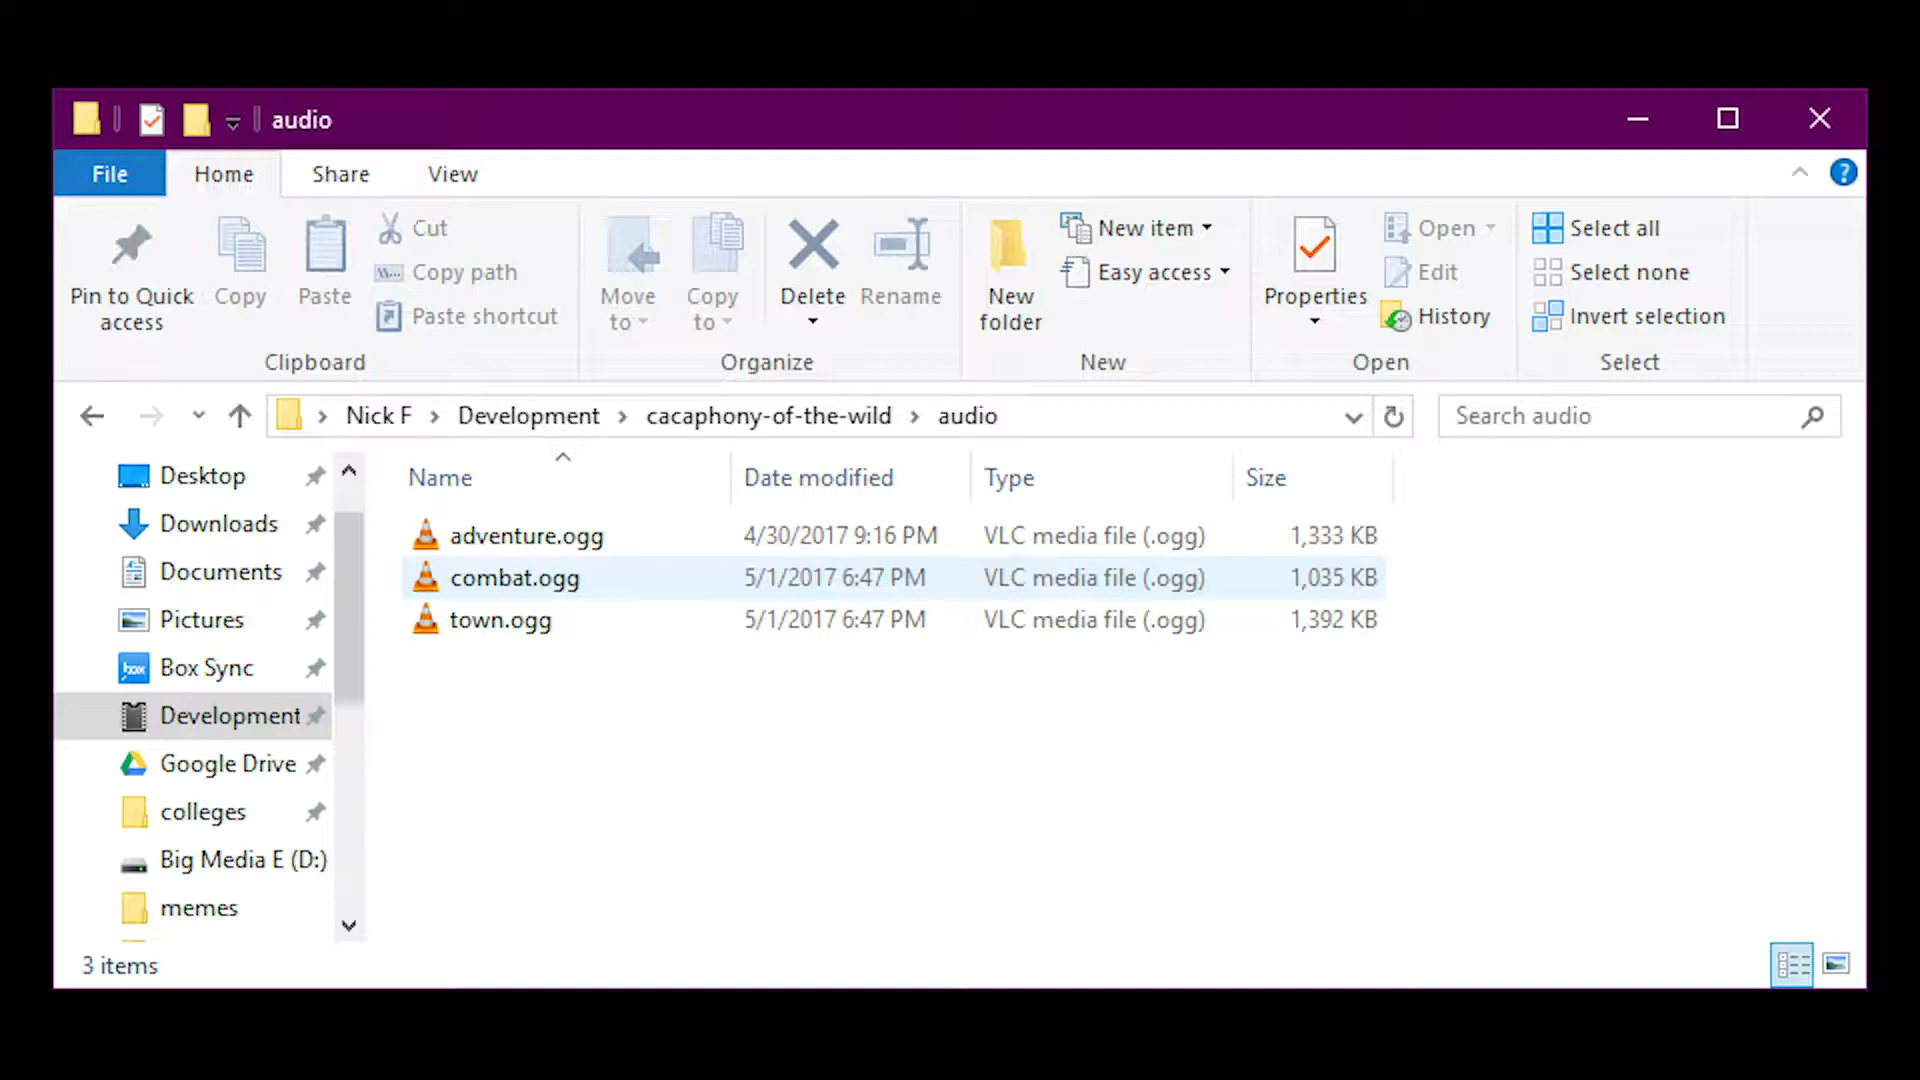 audio
File Home Share View
Pin to Quick access
Copy
Paste
Cut
Copy path
Paste shortcut
Clipboard
Move to
Copy to
Delete
Rename
Organize
New folder
New item
Easy access
New
Properties
Open
Edit
History
Open
Select all
Select none
Invert selection
Select
Nick F Development cacaphony-of-the-wild audio
Search audio
Desktop
Downloads
Documents
Pictures
Box Sync
Development
Google Drive
colleges
Big Media E (D:)
memes
Name Date modified Type Size
adventure.ogg 4/30/2017 9:16 PM VLC media file (.ogg) 1,333 KB
combat.ogg 5/1/2017 6:47 PM VLC media file (.ogg) 1,035 KB
town.ogg 5/1/2017 6:47 PM VLC media file (.ogg) 1,392 KB
3 items